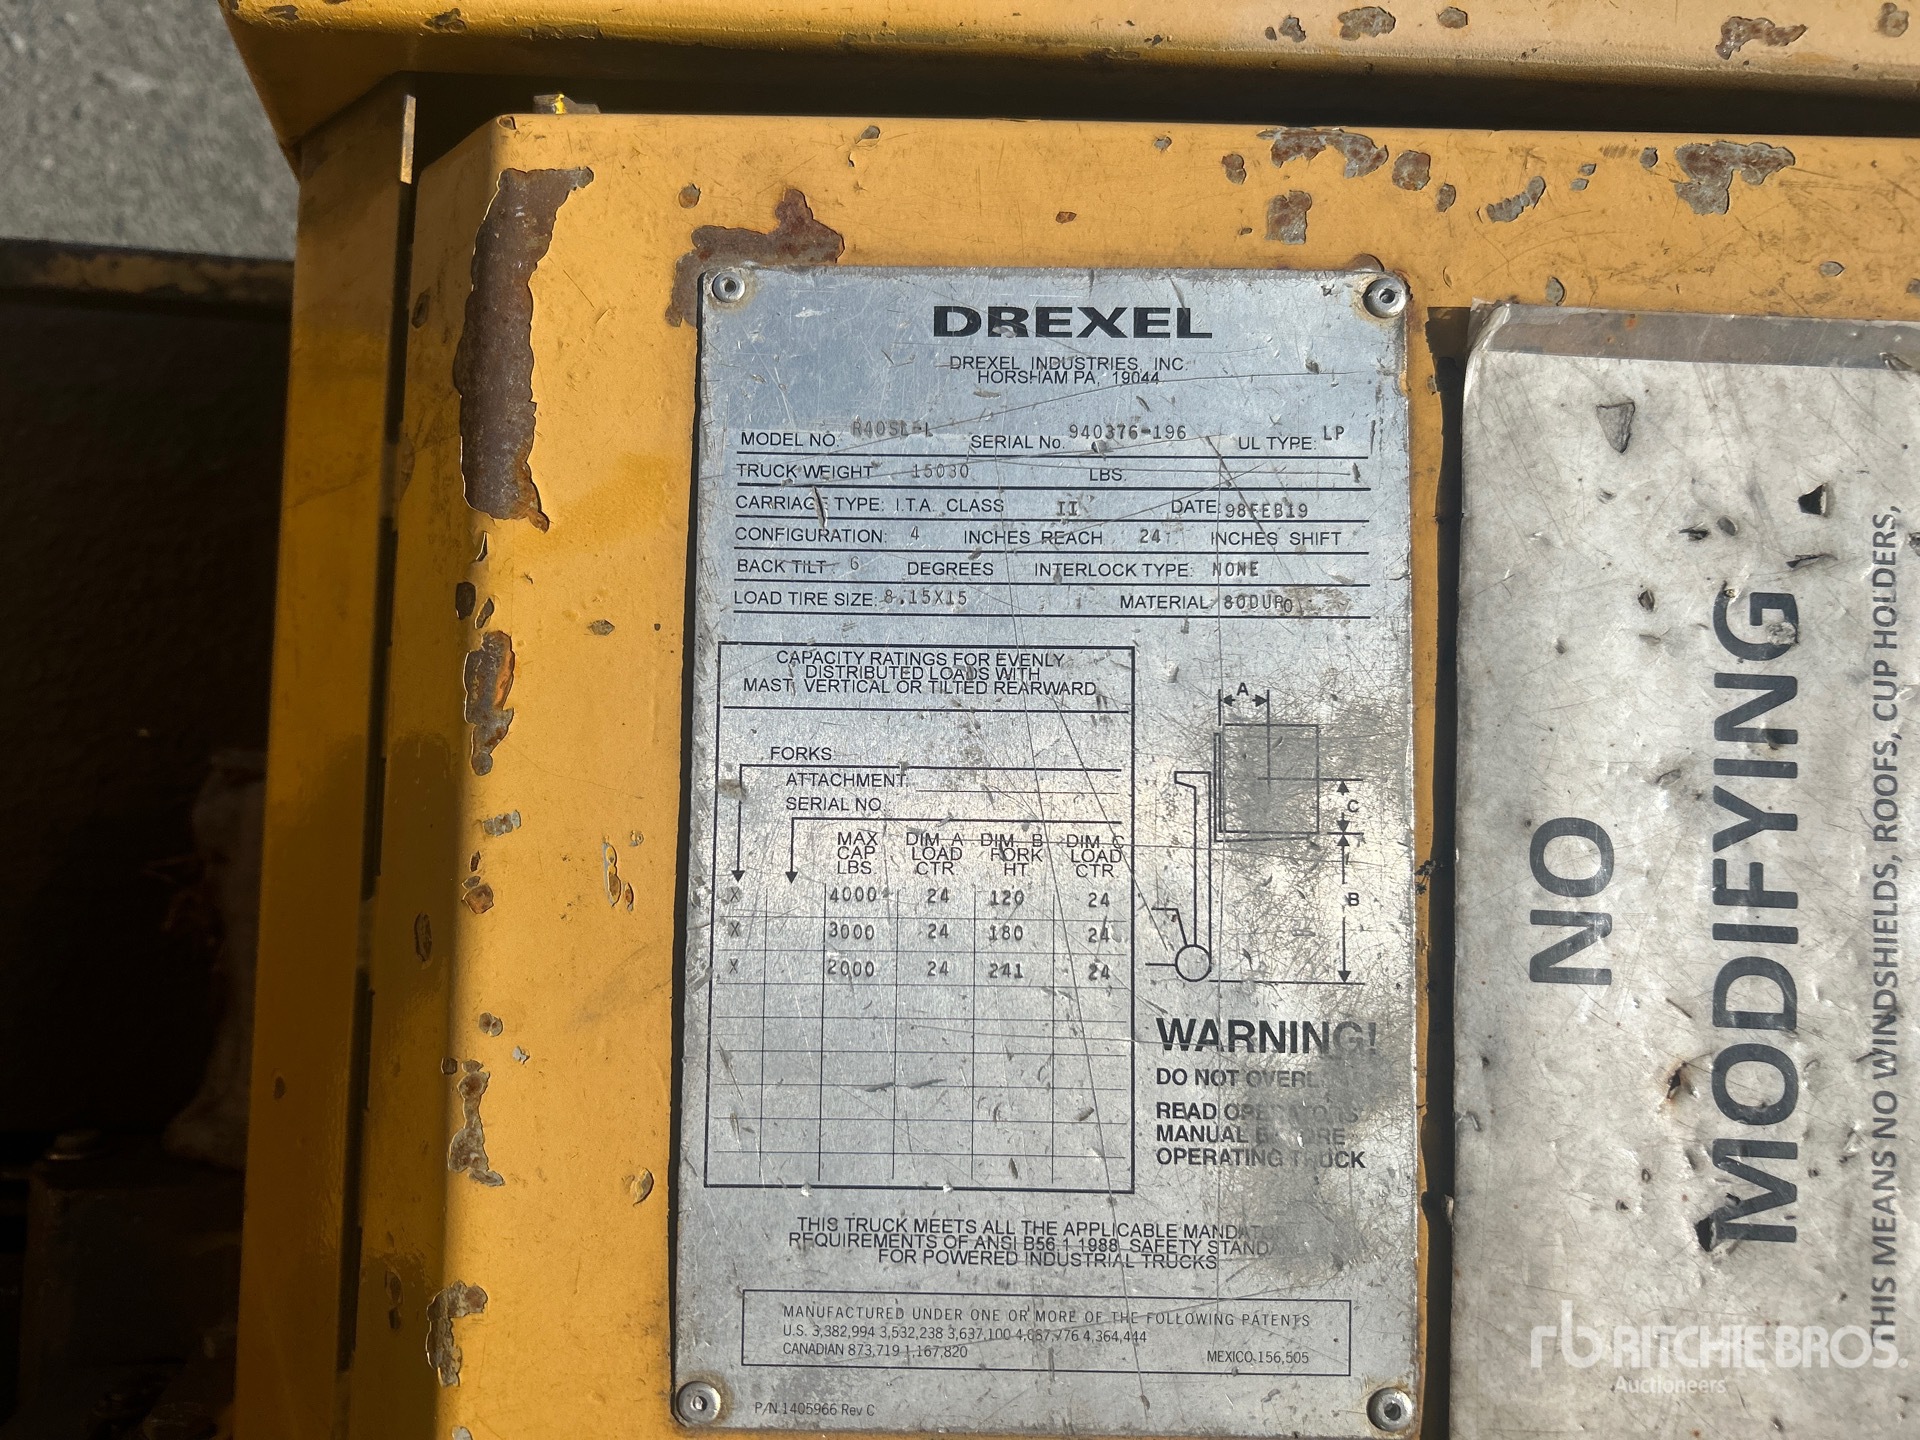 DREXEL
DREXEL INDUSTRIES, INC.
HORSHAM PA, 19044
MODEL NO. R40SL-L SERIAL No. 940376-196 UL TYPE: LP
TRUCK WEIGHT 15030 LBS.
CARRIAGE TYPE: I.T.A. CLASS II DATE: 98FEB19
CONFIGURATION: 4 INCHES REACH 24 INCHES SHIFT
BACK TILT 6 DEGREES INTERLOCK TYPE: NONE
LOAD TIRE SIZE: 8.15X15 MATERIAL: 80DURO
CAPACITY RATINGS FOR EVENLY
DISTRIBUTED LOADS WITH
MAST VERTICAL OR TILTED REARWARD
FORKS
ATTACHMENT:
SERIAL NO.:
MAX DIM A DIM B DIM C
CAP LOAD FORK LOAD
LBS CTR HT CTR
X 4000 24 120 24
X 3000 24 180 24
X 2000 24 241 24
A
C
B
WARNING!
DO NOT
READ OPERATORS
MANUAL BEFORE
OPERATING TRUCK
THIS TRUCK MEETS ALL THE APPLICABLE
REQUIREMENTS OF ANSI B56.1 1988 SAFETY
FOR POWERED INDUSTRIAL TRUCKS
MANUFACTURED UNDER ONE OR MORE OF THE FOLLOWING PATENTS
U.S. 3,382,994 3,532,238 3,637,100 4,087,776 4,364,444
CANADIAN 873,719 1,167,820 MEXICO 156,505
P/N 1405966 Rev C
NO
MODIFYING
THIS MEANS NO WINDSHIELDS, ROOFS, CUP HOLDERS,
rb RITCHIE BROS.
Auctioneers